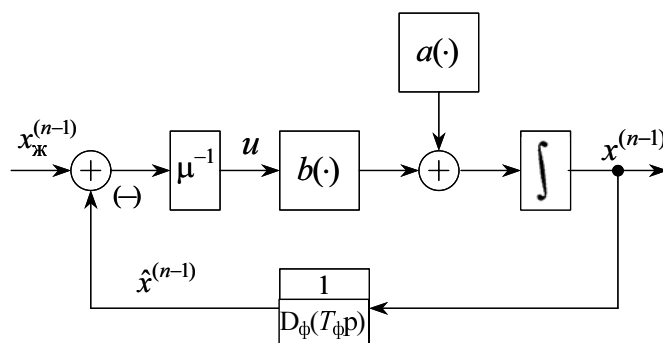 a(·)
x_ж^(n–1)
+
(–)
μ^–1
u
b(·)
+
∫
x^(n–1)
x̂^(n–1)
1
D_ф(T_ф p)